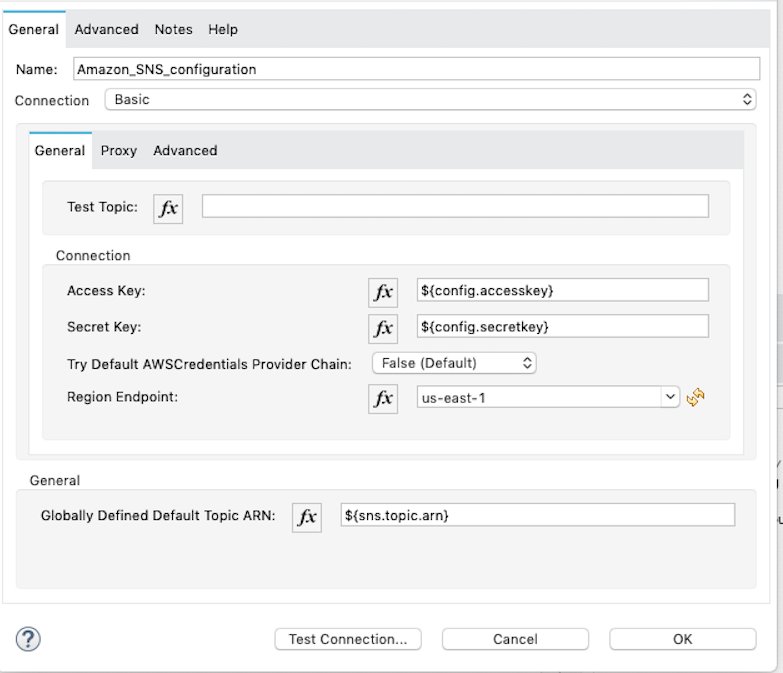 General Advanced Notes Help
Name: Amazon_SNS_configuration
Connection Basic
General Proxy Advanced
Test Topic: fx
Connection
Access Key: fx ${config.accesskey}
Secret Key: fx ${config.secretkey}
Try Default AWSCredentials Provider Chain: False (Default)
Region Endpoint: fx us-east-1
General
Globally Defined Default Topic ARN: fx ${sns.topic.arn}
? Test Connection... Cancel OK